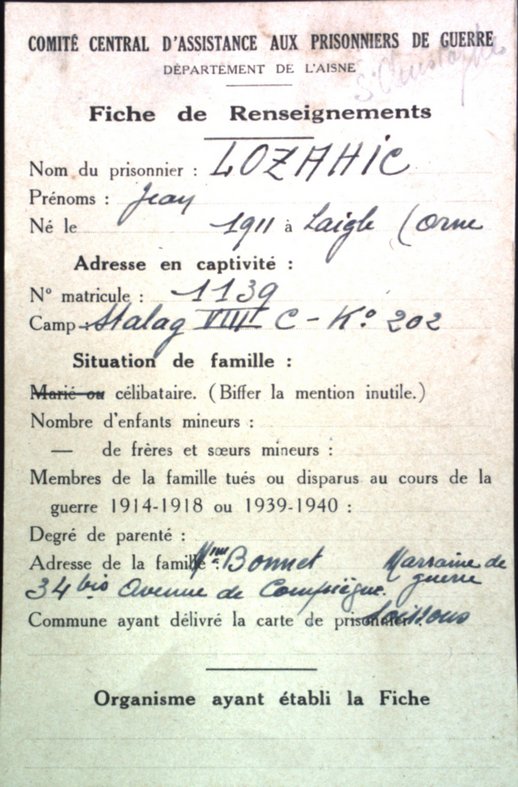 COMITÉ CENTRAL D'ASSISTANCE AUX PRISONNIERS DE GUERRE
DÉPARTEMENT DE L'AISNE
Fiche de Renseignements
Nom du prisonnier : LOZAHIC
Prénoms : Jean
Né le 1911 à Laigle (Orne
Adresse en captivité :
N° matricule : 1139
Camp : Stalag VIII C - K° 202
Situation de famille :
Marié ou célibataire. (Biffer la mention inutile.)
Nombre d'enfants mineurs :
— de frères et sœurs mineurs :
Membres de la famille tués ou disparus au cours de la
guerre 1914-1918 ou 1939-1940 :
Degré de parenté :
Adresse de la famille : Mme Bonnet Marraine de guerre
34 bis Avenue de Compiègne
Commune ayant délivré la carte de prisonnier : Soissons
Organisme ayant établi la Fiche